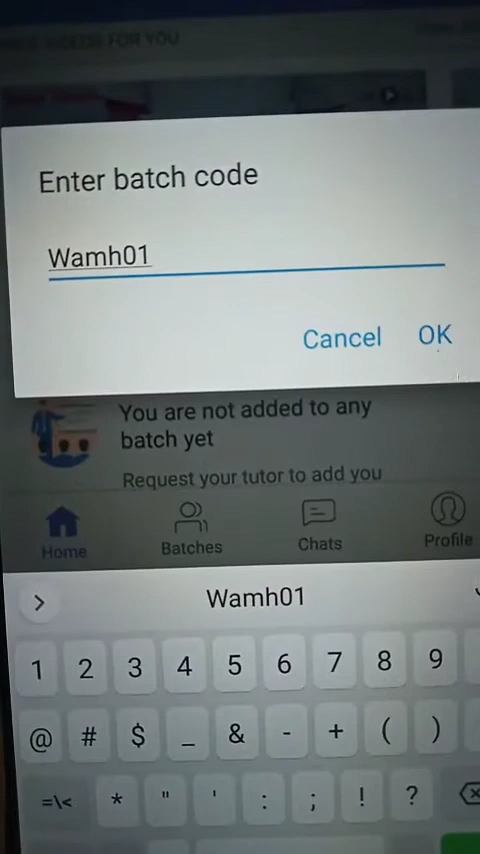 VIDEOS FOR YOU
Enter batch code
Wamh01
Cancel OK
You are not added to any
batch yet
Request your tutor to add you
Home Batches Chats Profile
Wamh01
1 2 3 4 5 6 7 8 9
@ # $ _ & - + ( )
=\< * " ' : ; ! ?